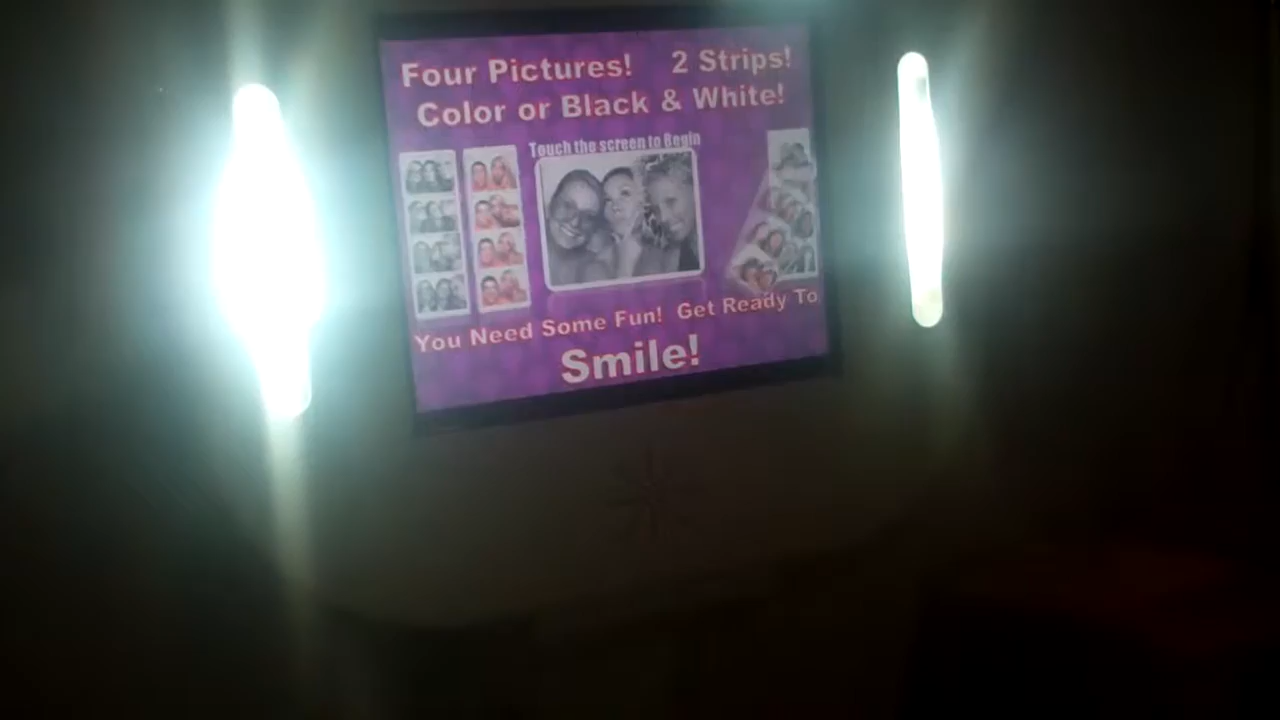 Four Pictures! 2 Strips!
Color or Black & White!
Touch the screen to Begin
You Need Some Fun! Get Ready To
Smile!